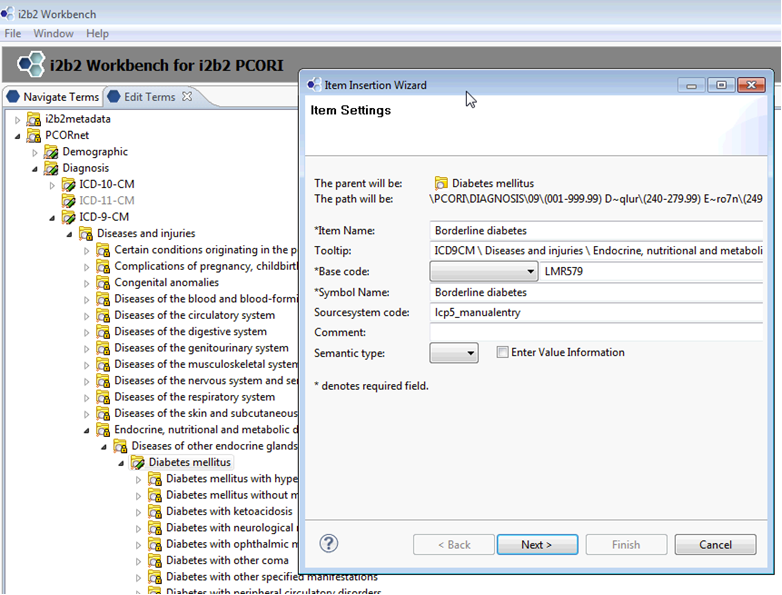 i2b2 Workbench
File Window Help
i2b2 Workbench for i2b2 PCORI
Navigate Terms
Edit Terms
i2b2metadata
PCORnet
Demographic
Diagnosis
ICD-10-CM
ICD-11-CM
ICD-9-CM
Diseases and injuries
Certain conditions originating in the p
Complications of pregnancy, childbirt
Congenital anomalies
Diseases of the blood and blood-formi
Diseases of the circulatory system
Diseases of the digestive system
Diseases of the genitourinary system
Diseases of the musculoskeletal system
Diseases of the nervous system and se
Diseases of the respiratory system
Diseases of the skin and subcutaneous
Endocrine, nutritional and metabolic d
Diseases of other endocrine glands
Diabetes mellitus
Diabetes mellitus with hype
Diabetes mellitus without m
Diabetes with ketoacidosis
Diabetes with neurological
Diabetes with ophthalmic m
Diabetes with other coma
Diabetes with other specified manifestations
Diabetes with peripheral circulatory disorders
Item Insertion Wizard
Item Settings
The parent will be: Diabetes mellitus
The path will be: \PCORI\DIAGNOSIS\09\(001-999.99) D~qlur\(240-279.99) E~ro7n\(249
*Item Name: Borderline diabetes
Tooltip: ICD9CM \ Diseases and injuries \ Endocrine, nutritional and metaboli
*Base code: LMR579
*Symbol Name: Borderline diabetes
Sourcesystem code: lcp5_manualentry
Comment:
Semantic type: Enter Value Information
* denotes required field.
? < Back Next > Finish Cancel